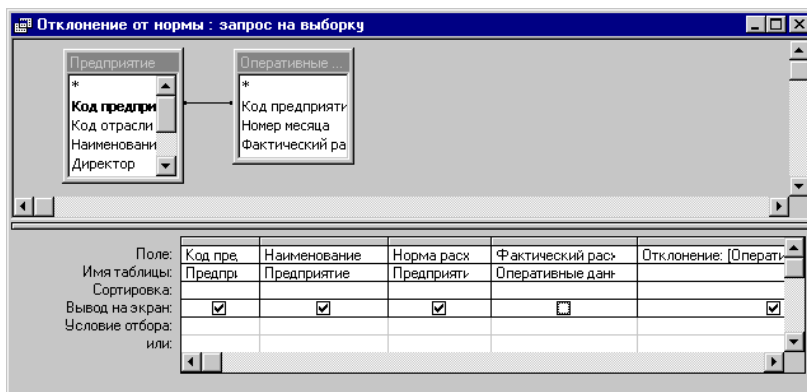 Отклонение от нормы : запрос на выборку
Предприятие
*
Код предпри
Код отрасли
Наименовани
Директор
Оперативные ...
*
Код предприяти
Номер месяца
Фактический ра
Поле: Код пред Наименование Норма расх Фактический расх Отклонение: [Операти
Имя таблицы: Предпри Предприятие Предприяти Оперативные данн
Сортировка:
Вывод на экран:
Условие отбора:
или: